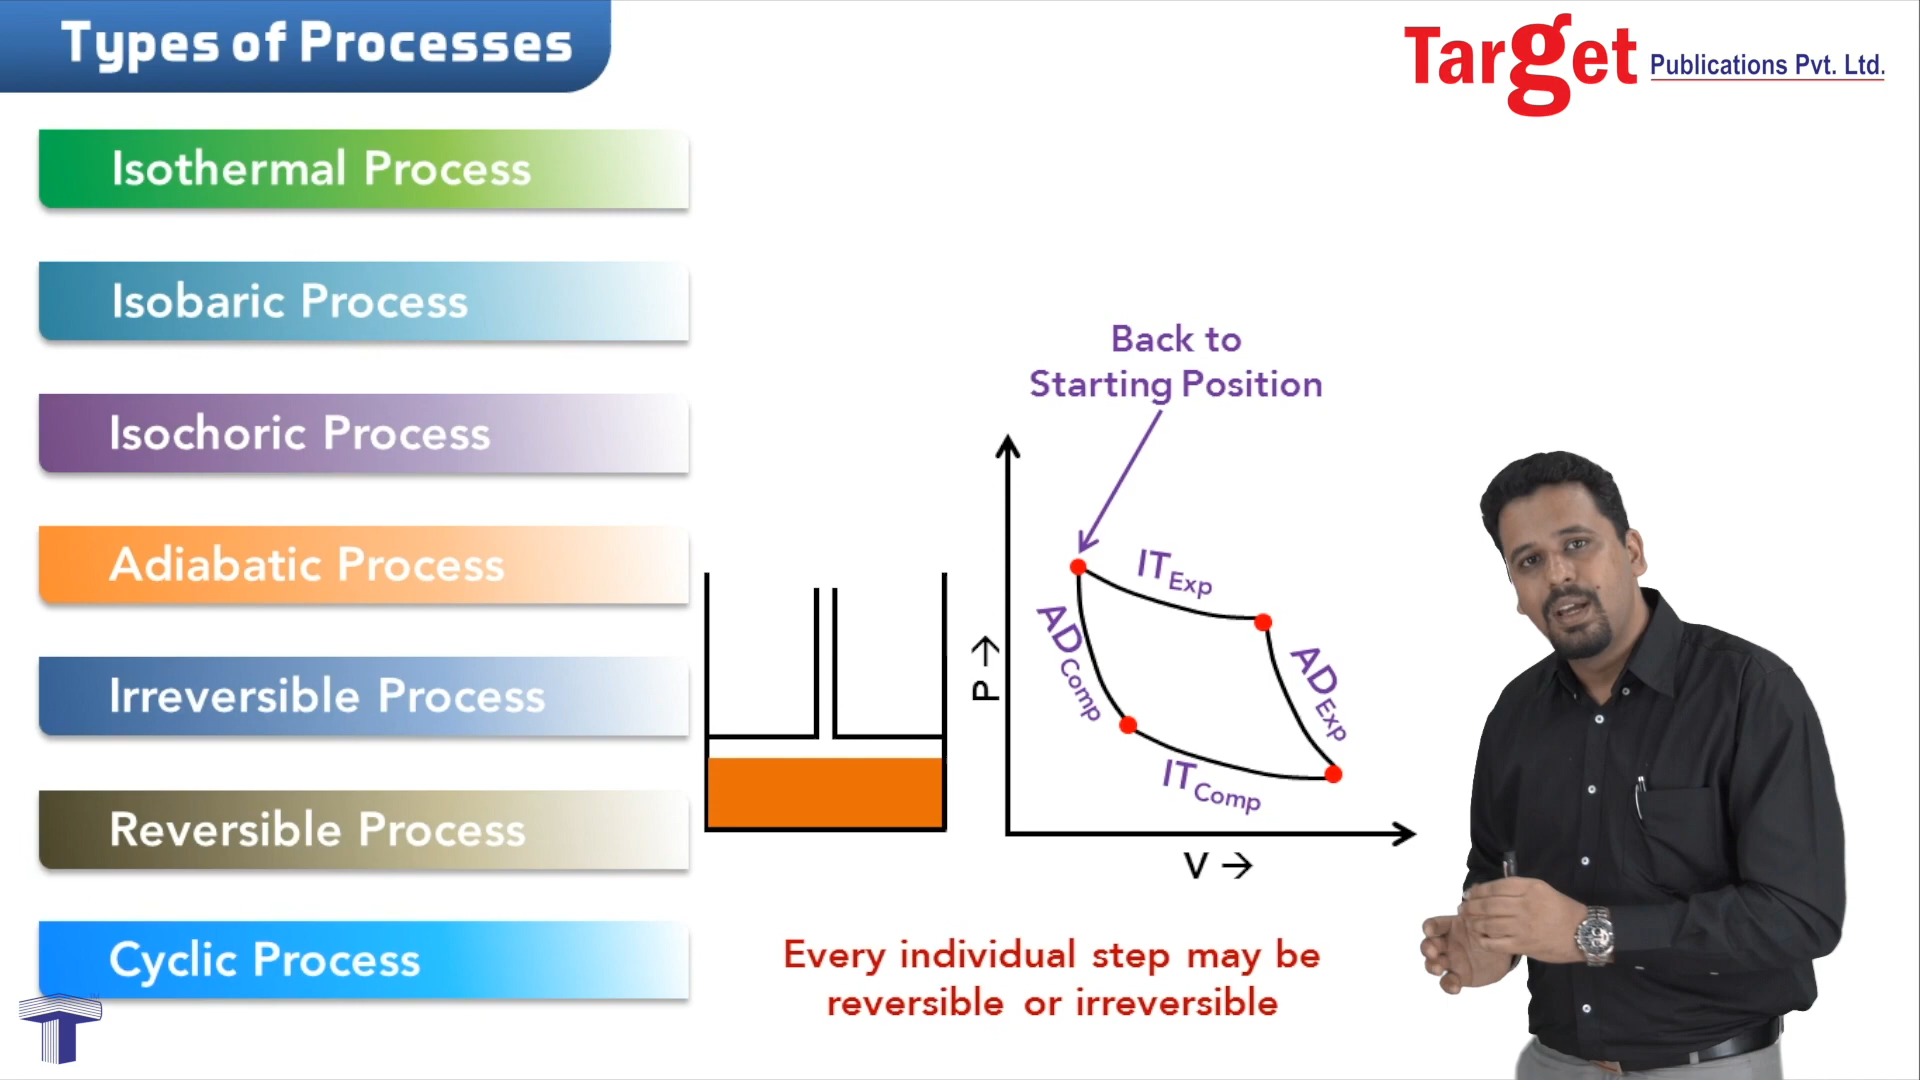 Types of Processes
Target Publications Pvt. Ltd.
Isothermal Process
Isobaric Process
Isochoric Process
Adiabatic Process
Irreversible Process
Reversible Process
Cyclic Process
Back to
Starting Position
IT Exp
AD Comp
AD Exp
IT Comp
P →
V →
Every individual step may be
reversible or irreversible
T